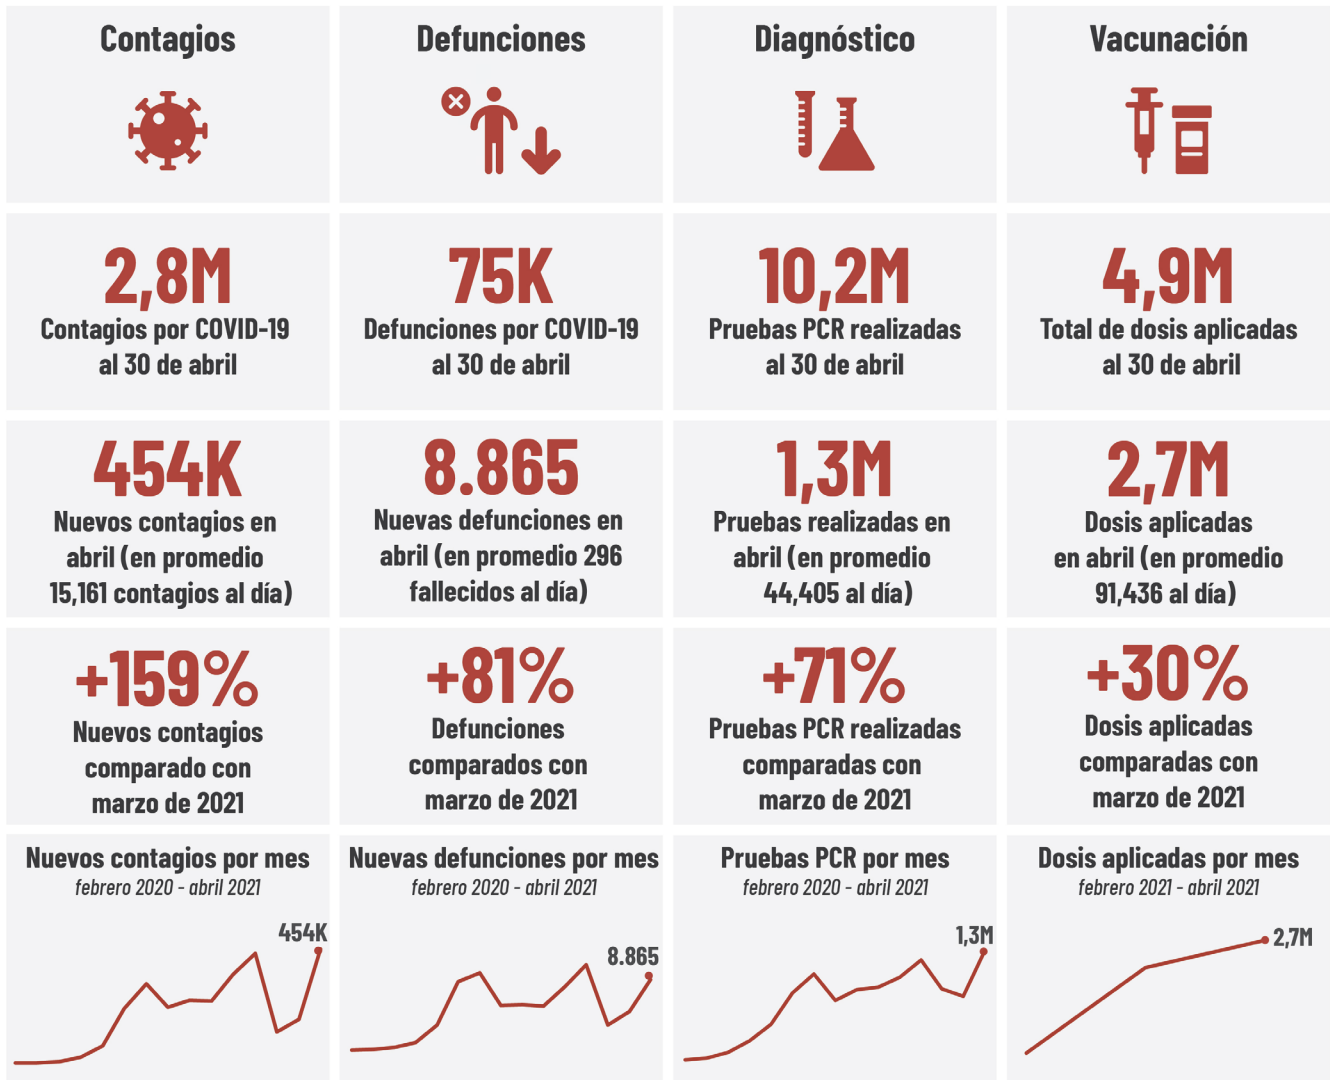 Contagios
Defunciones
Diagnóstico
Vacunación
2,8M
Contagios por COVID-19
al 30 de abril
75K
Defunciones por COVID-19
al 30 de abril
10,2M
Pruebas PCR realizadas
al 30 de abril
4,9M
Total de dosis aplicadas
al 30 de abril
454K
Nuevos contagios en
abril (en promedio
15,161 contagios al día)
8.865
Nuevas defunciones en
abril (en promedio 296
fallecidos al día)
1,3M
Pruebas realizadas en
abril (en promedio
44,405 al día)
2,7M
Dosis aplicadas
en abril (en promedio
91,436 al día)
+159%
Nuevos contagios
comparado con
marzo de 2021
+81%
Defunciones
comparados con
marzo de 2021
+71%
Pruebas PCR realizadas
comparadas con
marzo de 2021
+30%
Dosis aplicadas
comparadas con
marzo de 2021
Nuevos contagios por mes
febrero 2020 - abril 2021
454K
Nuevas defunciones por mes
febrero 2020 - abril 2021
8.865
Pruebas PCR por mes
febrero 2020 - abril 2021
1,3M
Dosis aplicadas por mes
febrero 2021 - abril 2021
2,7M